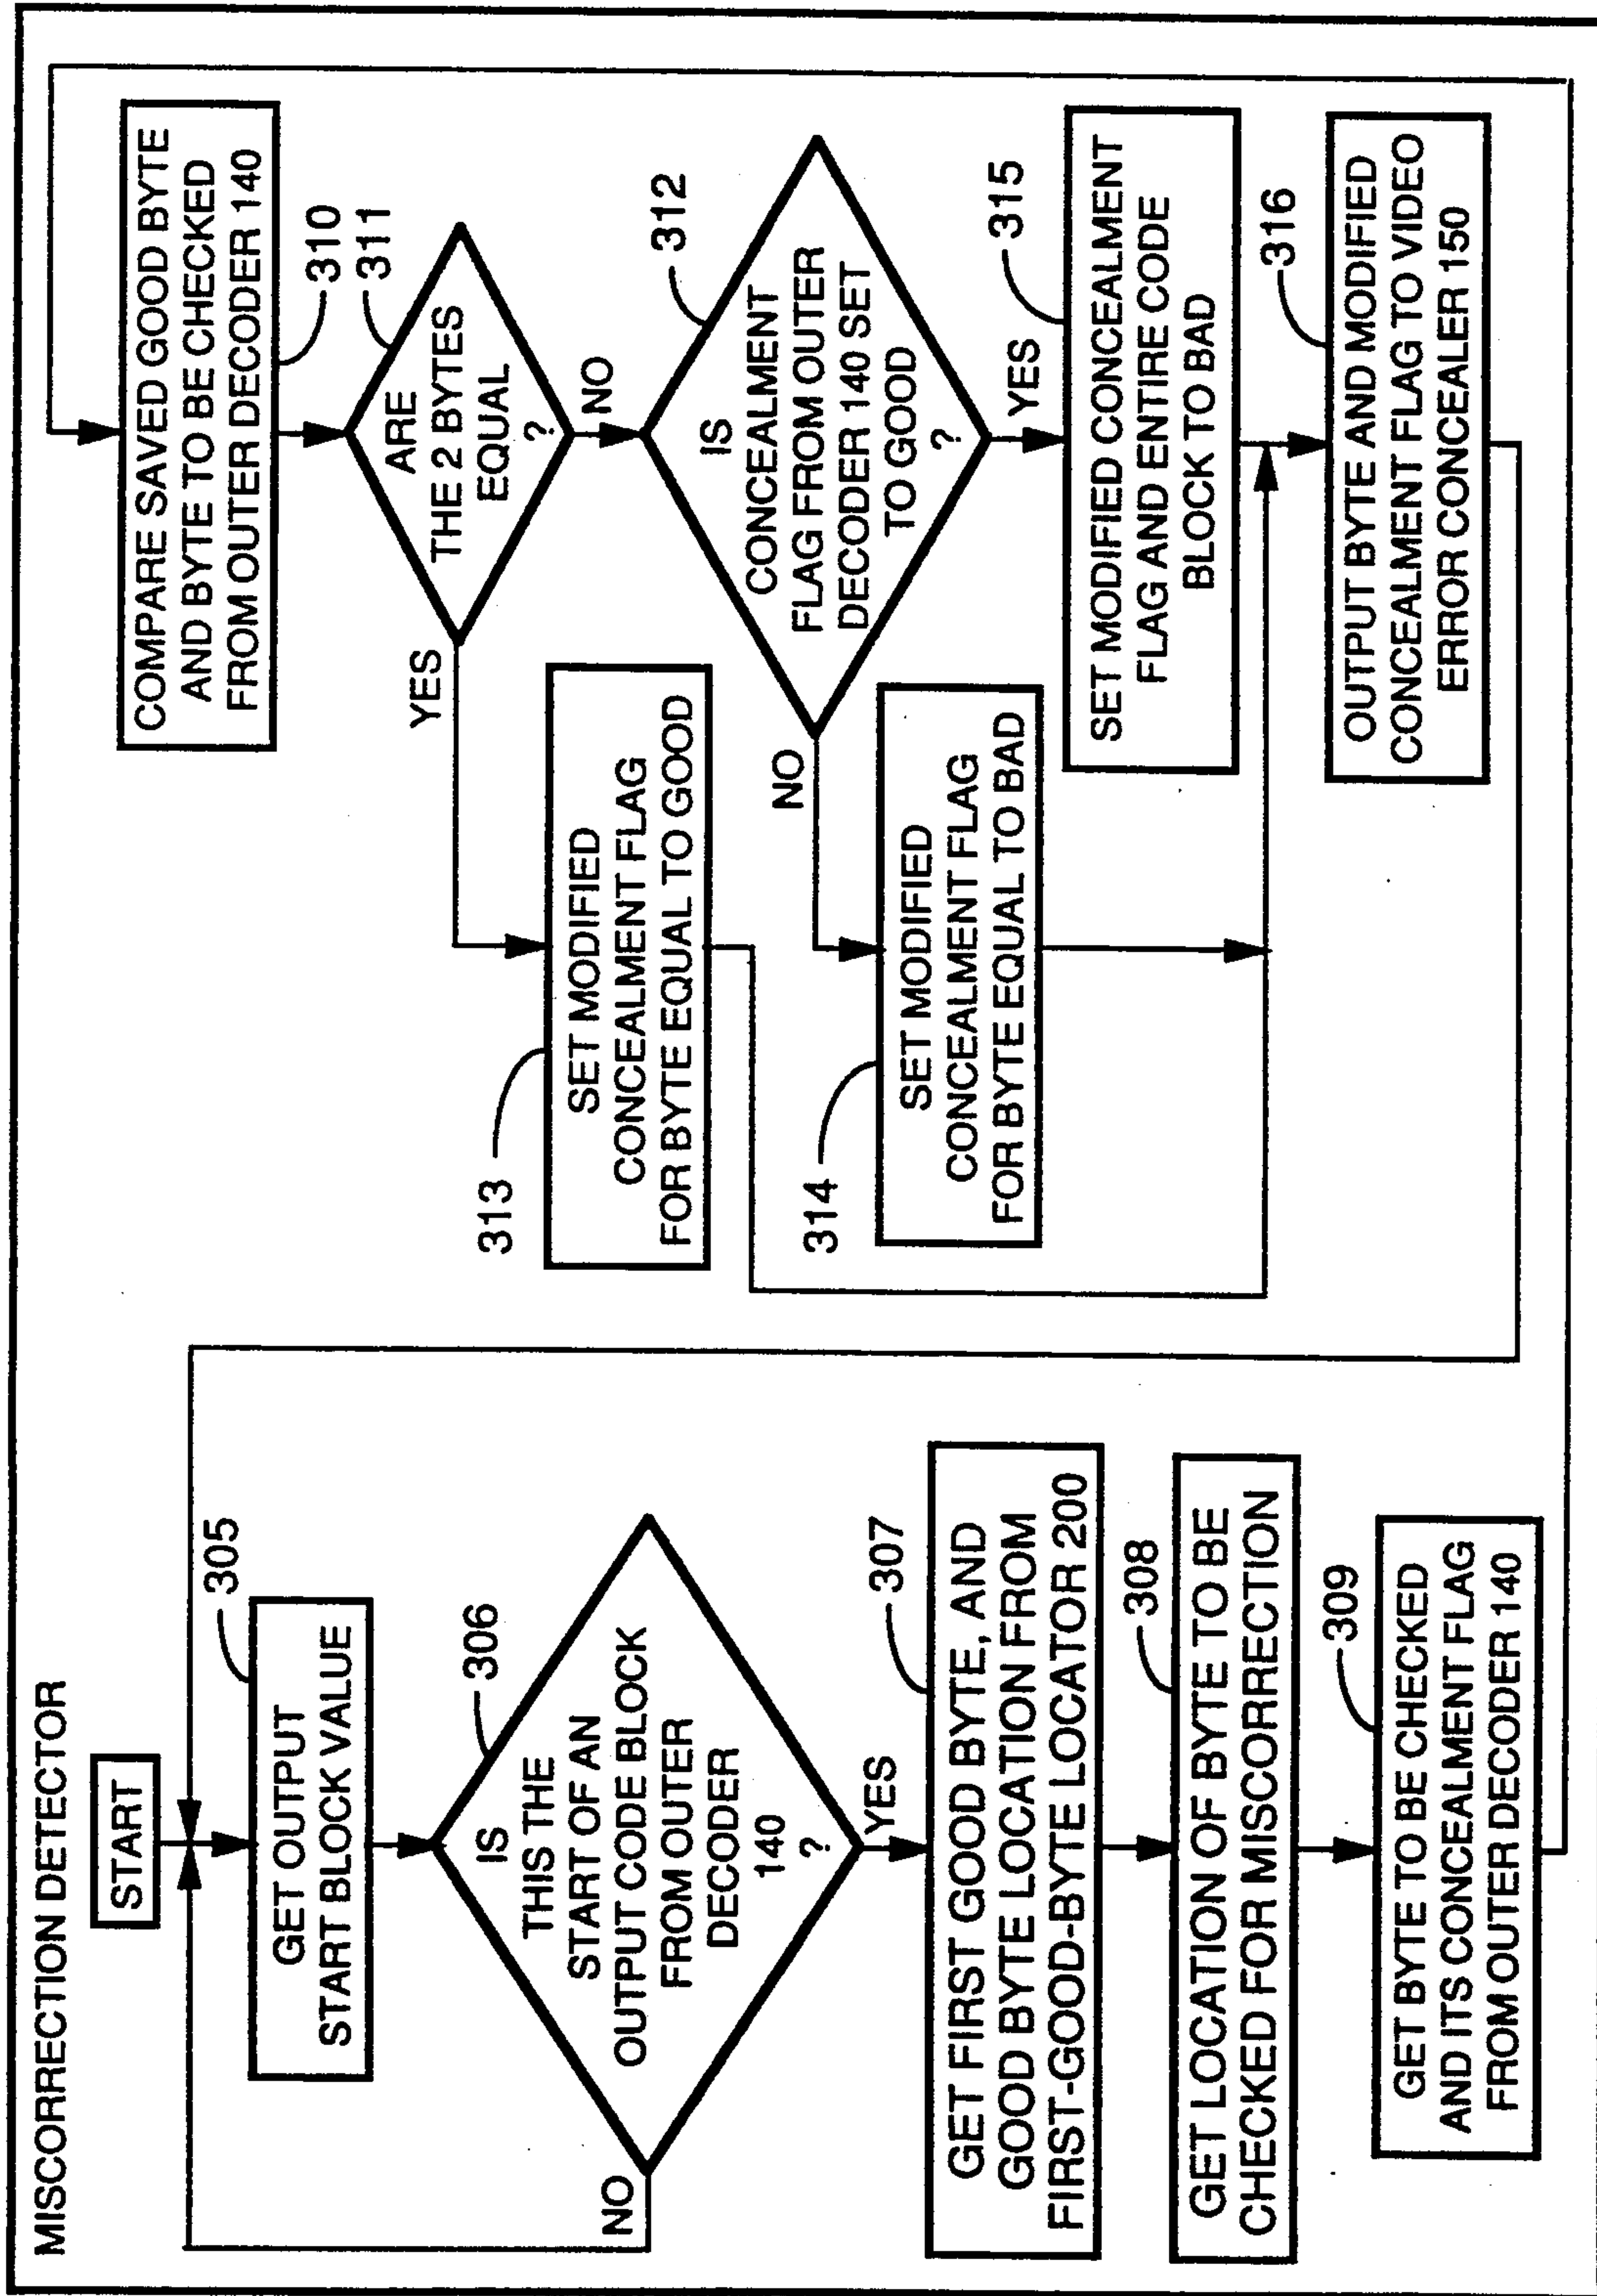 MISCORRECTION DETECTOR
START
305
GET OUTPUT
START BLOCK VALUE
306
IS
THIS THE
START OF AN
OUTPUT CODE BLOCK
FROM OUTER
DECODER
140
?
NO
YES
307
GET FIRST GOOD BYTE, AND
GOOD BYTE LOCATION FROM
FIRST-GOOD-BYTE LOCATOR 200
308
GET LOCATION OF BYTE TO BE
CHECKED FOR MISCORRECTION
309
GET BYTE TO BE CHECKED
AND ITS CONCEALMENT FLAG
FROM OUTER DECODER 140
COMPARE SAVED GOOD BYTE
AND BYTE TO BE CHECKED
FROM OUTER DECODER 140
310
311
ARE
THE 2 BYTES
EQUAL
?
YES
NO
312
IS
CONCEALMENT
FLAG FROM OUTER
DECODER 140 SET
TO GOOD
?
313
SET MODIFIED
CONCEALMENT FLAG
FOR BYTE EQUAL TO GOOD
NO
YES
314
SET MODIFIED
CONCEALMENT FLAG
FOR BYTE EQUAL TO BAD
315
SET MODIFIED CONCEALMENT
FLAG AND ENTIRE CODE
BLOCK TO BAD
316
OUTPUT BYTE AND MODIFIED
CONCEALMENT FLAG TO VIDEO
ERROR CONCEALER 150